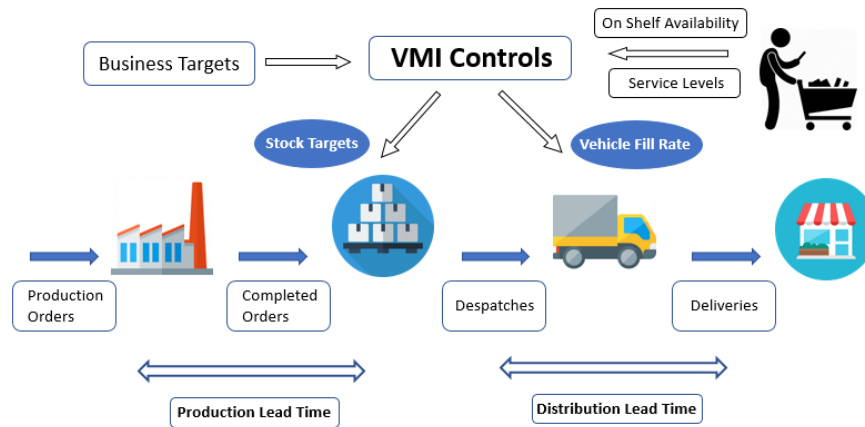 On Shelf Availability
Business Targets
VMI Controls
Service Levels
Stock Targets
Vehicle Fill Rate
Production
Orders
Completed
Orders
Despatches
Deliveries
Production Lead Time
Distribution Lead Time